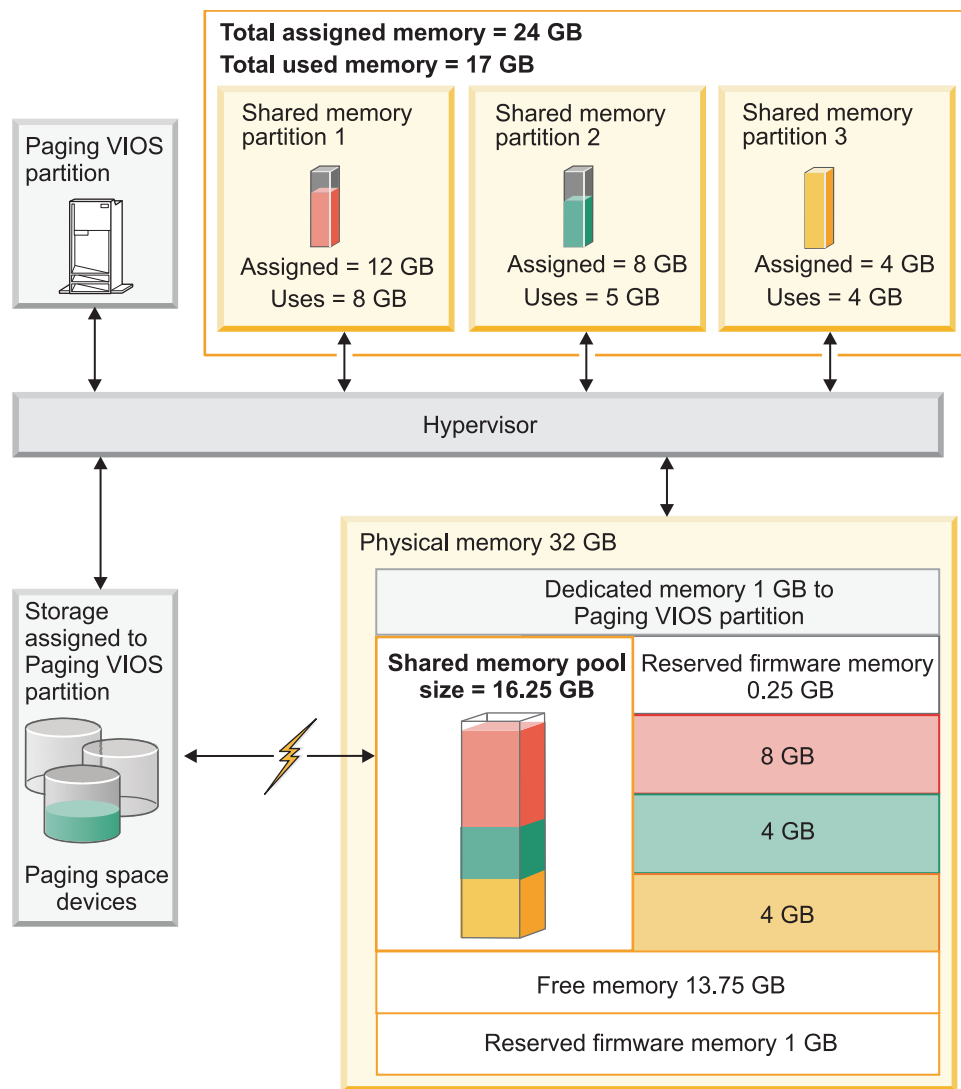 Total assigned memory = 24 GB
Total used memory = 17 GB
Paging VIOS
partition
Shared memory
partition 1
Assigned = 12 GB
Uses = 8 GB
Shared memory
partition 2
Assigned = 8 GB
Uses = 5 GB
Shared memory
partition 3
Assigned = 4 GB
Uses = 4 GB
Hypervisor
Storage
assigned to
Paging VIOS
partition
Paging space
devices
Physical memory 32 GB
Dedicated memory 1 GB to
Paging VIOS partition
Shared memory pool
size = 16.25 GB
Reserved firmware memory
0.25 GB
8 GB
4 GB
4 GB
Free memory 13.75 GB
Reserved firmware memory 1 GB